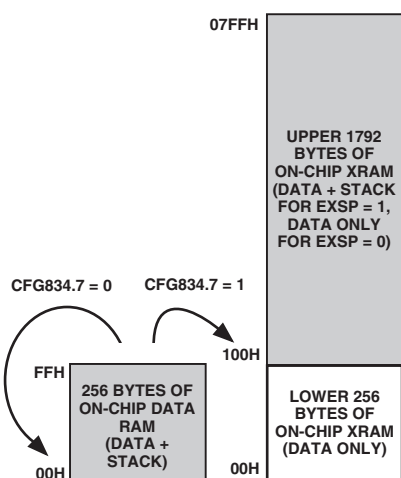 07FFH
UPPER 1792
BYTES OF
ON-CHIP XRAM
(DATA + STACK
FOR EXSP = 1,
DATA ONLY
FOR EXSP = 0)
CFG834.7 = 0
CFG834.7 = 1
100H
FFH
256 BYTES OF
ON-CHIP DATA
RAM
(DATA +
STACK)
00H
LOWER 256
BYTES OF
ON-CHIP XRAM
(DATA ONLY)
00H